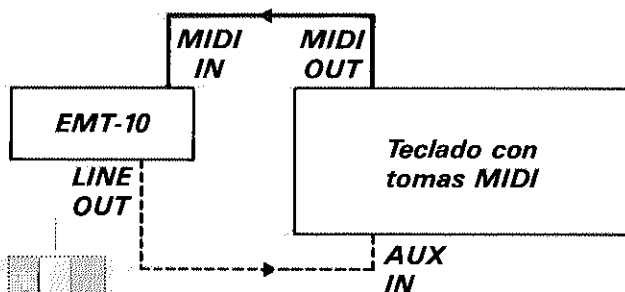 MIDI
IN
MIDI
OUT
EMT-10
Teclado con
tomas MIDI
LINE
OUT
AUX
IN